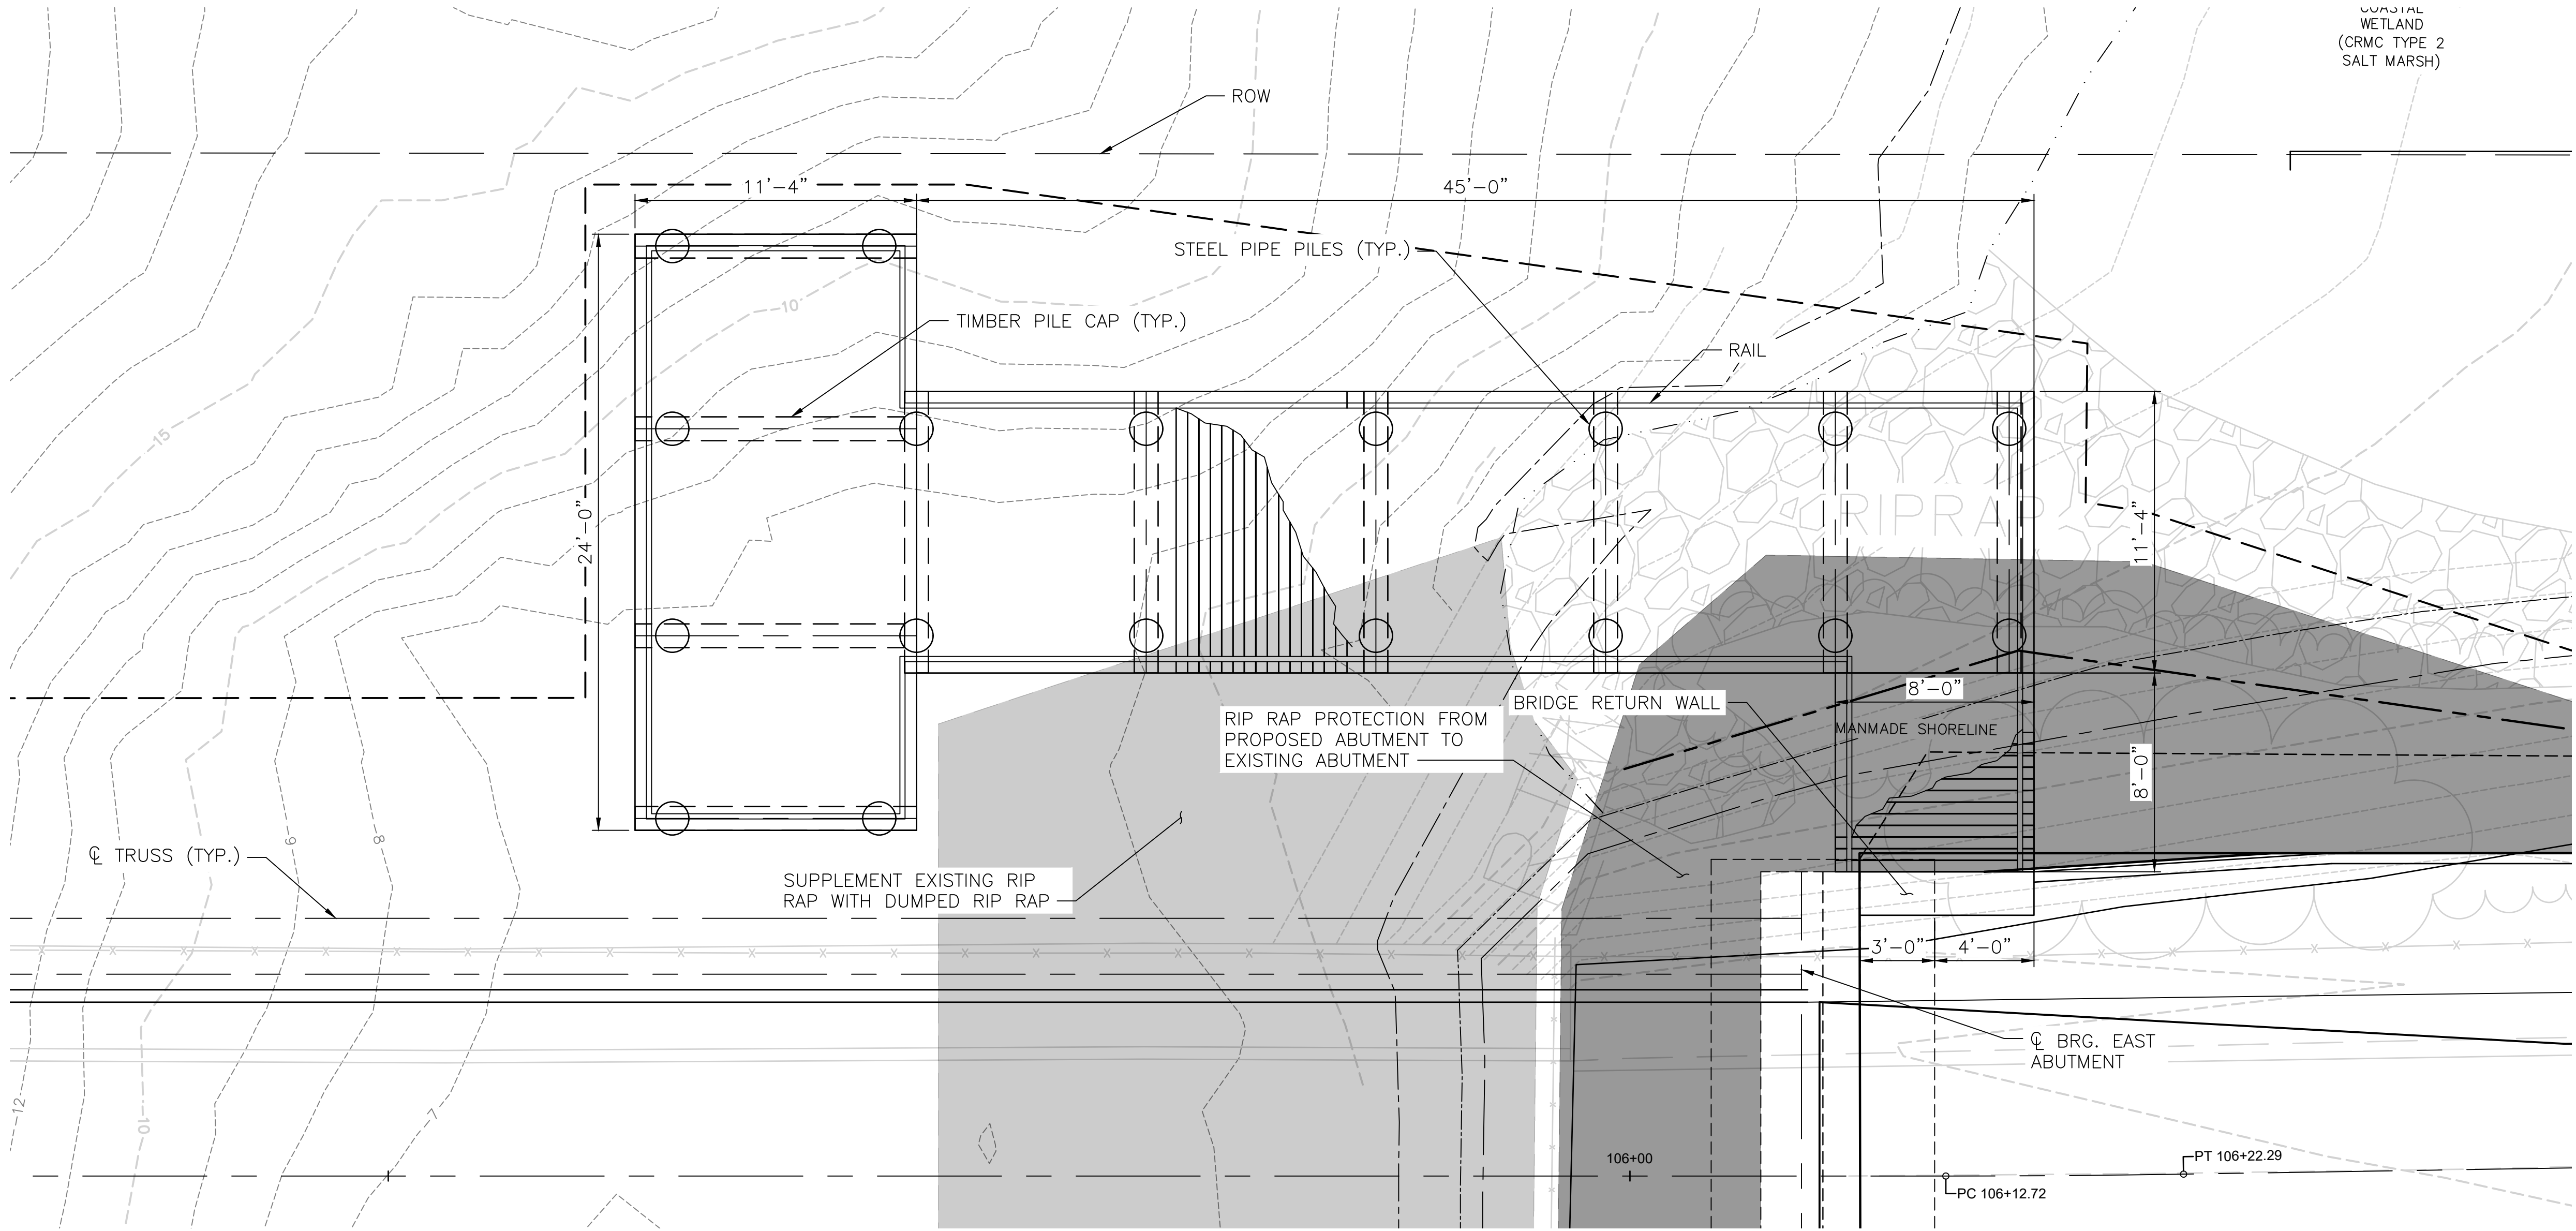 COASTAL
WETLAND
(CRMC TYPE 2
SALT MARSH)
ROW
11'-4"
45'-0"
STEEL PIPE PILES (TYP.)
10
TIMBER PILE CAP (TYP.)
RAIL
15
24'-0"
RIPRAP
11'-4"
8'-0"
BRIDGE RETURN WALL
RIP RAP PROTECTION FROM
PROPOSED ABUTMENT TO
EXISTING ABUTMENT
MANMADE SHORELINE
8'-0"
9
8
℄ TRUSS (TYP.)
SUPPLEMENT EXISTING RIP
RAP WITH DUMPED RIP RAP
3'-0"
4'-0"
℄ BRG. EAST
ABUTMENT
12
10
7
106+00
PT 106+22.29
PC 106+12.72